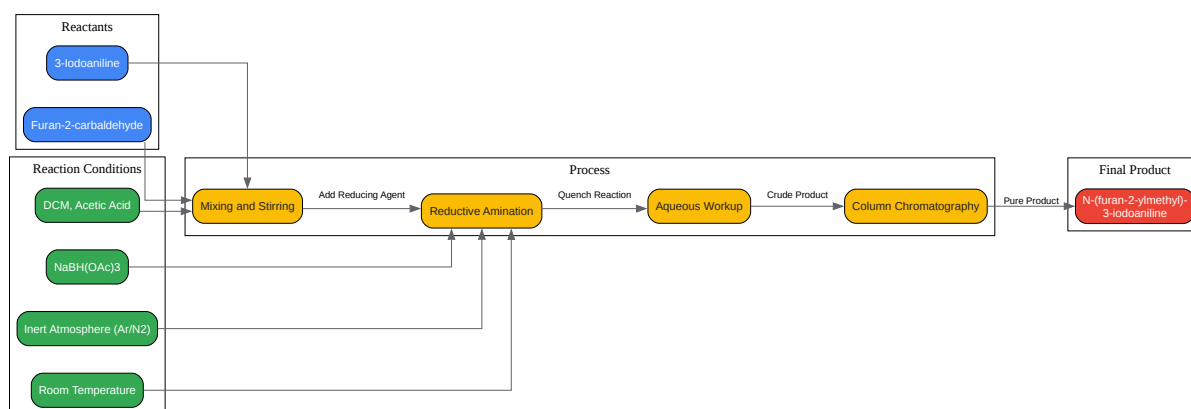 Reactants
3-Iodoaniline
Furan-2-carbaldehyde
Reaction Conditions
DCM, Acetic Acid
NaBH(OAc)3
Inert Atmosphere (Ar/N2)
Room Temperature
Process
Mixing and Stirring
Add Reducing Agent
Reductive Amination
Quench Reaction
Aqueous Workup
Crude Product
Column Chromatography
Pure Product
Final Product
N-(furan-2-ylmethyl)-
3-iodoaniline